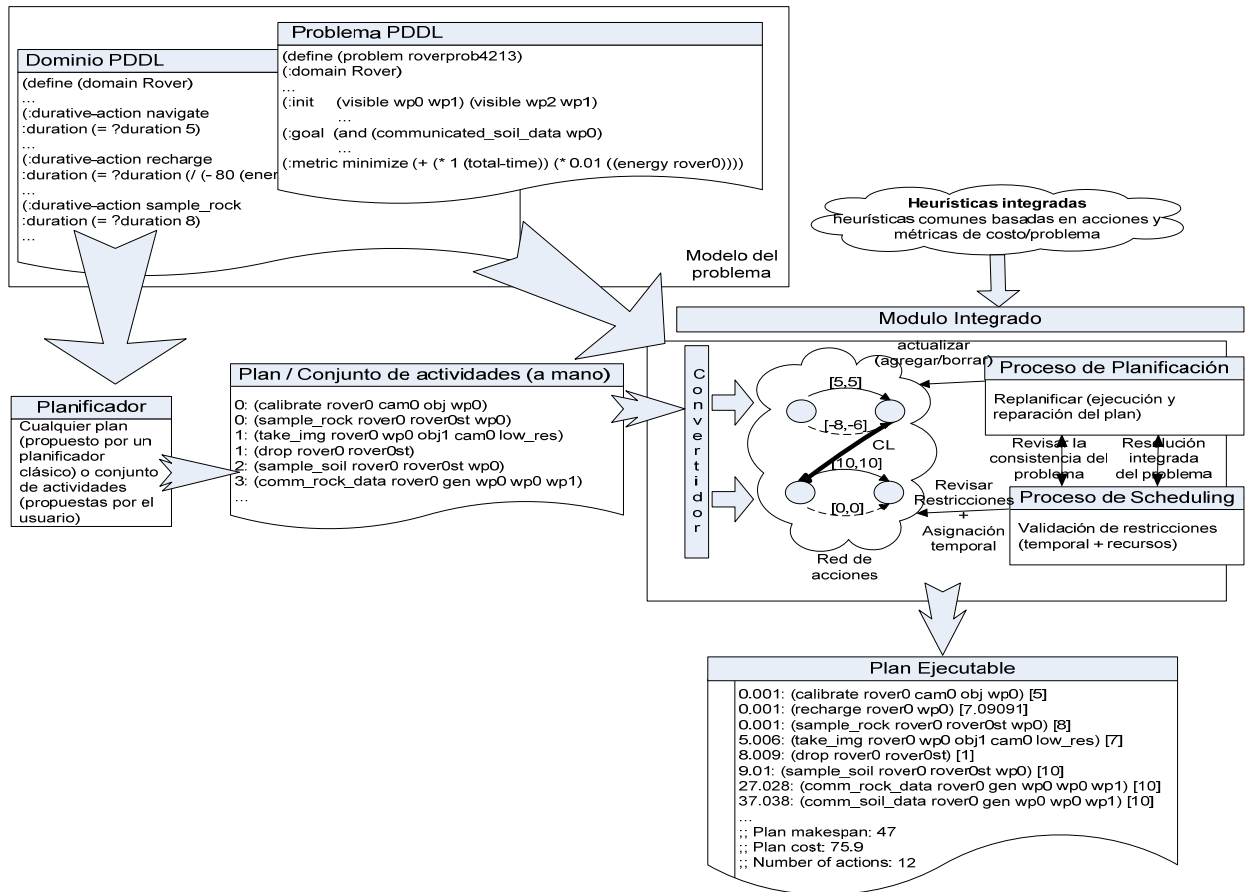 Problema PDDL
(define (problem roverprob4213)
(:domain Rover)
...
(:init (visible wp0 wp1) (visible wp2 wp1)
...
(:goal (and (communicated_soil_data wp0)
...
(:metric minimize (+ (* 1 (total-time)) (* 0.01 ((energy rover0))))
Dominio PDDL
(define (domain Rover)
...
(:durative-action navigate
:duration (= ?duration 5)
...
(:durative-action recharge
:duration (= ?duration (/ (- 80 (ener
...
(:durative-action sample_rock
:duration (= ?duration 8)
...
Modelo del
problema
Heurísticas integradas
heurísticas comunes basadas en acciones y
métricas de costo/problema
Planificador
Cualquier plan
(propuesto por un
planificador
clásico) o conjunto
de actividades
(propuestas por el
usuario)
Plan / Conjunto de actividades (a mano)
0: (calibrate rover0 cam0 obj wp0)
0: (sample_rock rover0 rover0st wp0)
1: (take_img rover0 wp0 obj1 cam0 low_res)
1: (drop rover0 rover0st)
2: (sample_soil rover0 rover0st wp0)
3: (comm_rock_data rover0 gen wp0 wp0 wp1)
...
Modulo Integrado
Convertidor
[5,5]
[-8,-6]
CL
[10,10]
[0,0]
Red de
acciones
actualizar
(agregar/borrar)
Proceso de Planificación
Replanificar (ejecución y
reparación del plan)
Revisar la
consistencia del
problema
Resolución
integrada
del problema
Revisar
Restricciones
+
Asignación
temporal
Proceso de Scheduling
Validación de restricciones
(temporal + recursos)
Plan Ejecutable
0.001: (calibrate rover0 cam0 obj wp0) [5]
0.001: (recharge rover0 wp0) [7.09091]
0.001: (sample_rock rover0 rover0st wp0) [8]
5.006: (take_img rover0 wp0 obj1 cam0 low_res) [7]
8.009: (drop rover0 rover0st) [1]
9.01: (sample_soil rover0 rover0st wp0) [10]
27.028: (comm_rock_data rover0 gen wp0 wp0 wp1) [10]
37.038: (comm_soil_data rover0 gen wp0 wp0 wp1) [10]
...
;; Plan makespan: 47
;; Plan cost: 75.9
;; Number of actions: 12